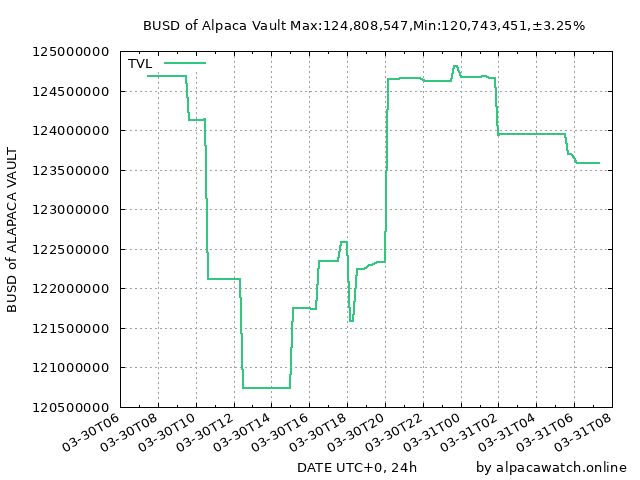 BUSD of Alpaca Vault Max:124,808,547,Min:120,743,451,±3.25%
125000000
TVL
124500000
124000000
123500000
123000000
122500000
122000000
121500000
121000000
120500000
BUSD of ALAPACA VAULT
03-30T06
03-30T08
03-30T10
03-30T12
03-30T14
03-30T16
03-30T18
03-30T20
03-30T22
03-31T00
03-31T02
03-31T04
03-31T06
03-31T08
DATE UTC+0, 24h
by alpacawatch.online